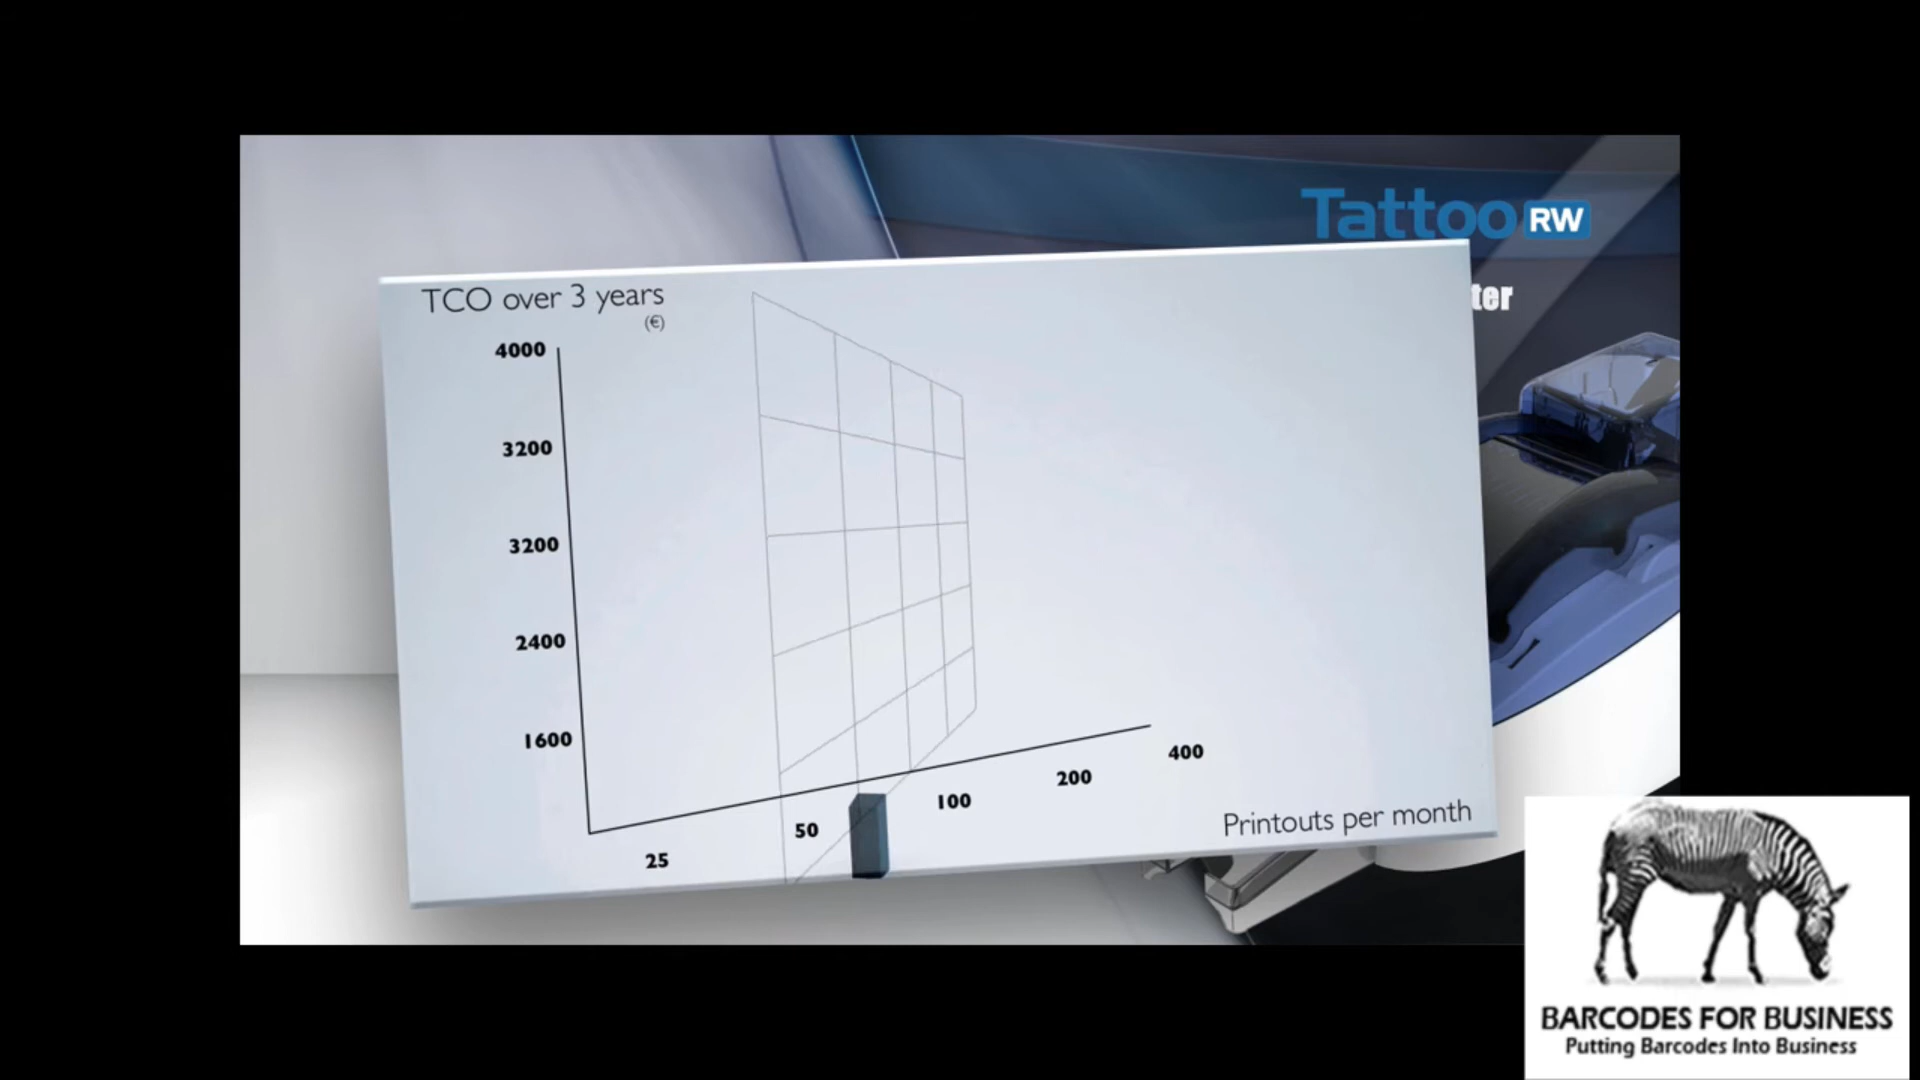 Tattoo RW
ter
TCO over 3 years
(€)
4000
3200
3200
2400
1600
25
50
100
200
400
Printouts per month
BARCODES FOR BUSINESS
Putting Barcodes Into Business